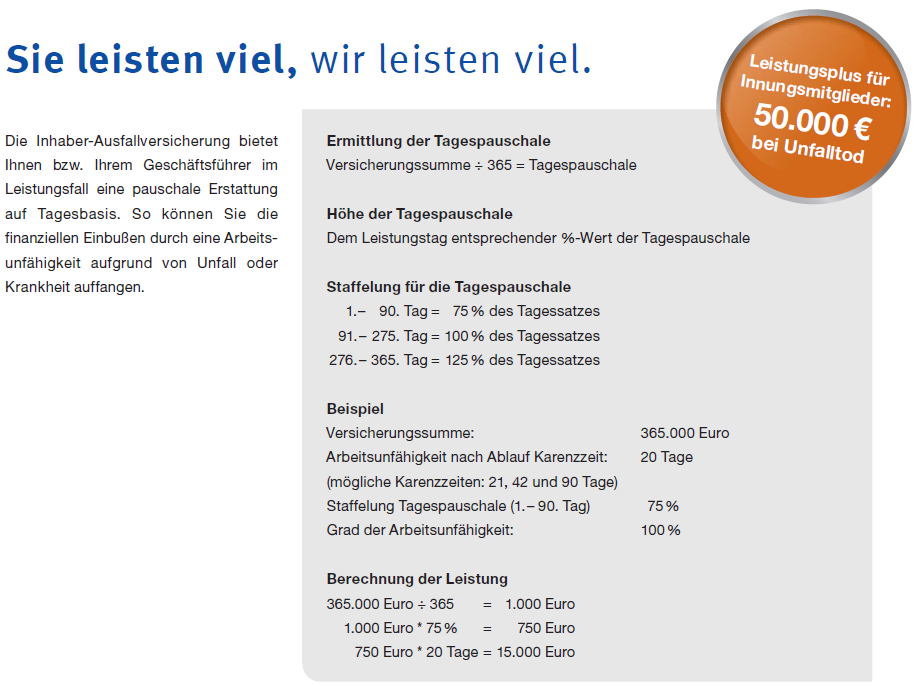 Sie leisten viel, wir leisten viel.
Leistungsplus für
Innungsmitglieder:
50.000 €
bei Unfalltod
Die Inhaber-Ausfallversicherung bietet
Ihnen bzw. Ihrem Geschäftsführer im
Leistungsfall eine pauschale Erstattung
auf Tagesbasis. So können Sie die
finanziellen Einbußen durch eine Arbeits-
unfähigkeit aufgrund von Unfall oder
Krankheit auffangen.
Ermittlung der Tagespauschale
Versicherungssumme ÷ 365 = Tagespauschale
Höhe der Tagespauschale
Dem Leistungstag entsprechender %-Wert der Tagespauschale
Staffelung für die Tagespauschale
1.– 90. Tag = 75 % des Tagessatzes
91.– 275. Tag = 100 % des Tagessatzes
276.– 365. Tag = 125 % des Tagessatzes
Beispiel
Versicherungssumme: 365.000 Euro
Arbeitsunfähigkeit nach Ablauf Karenzzeit: 20 Tage
(mögliche Karenzzeiten: 21, 42 und 90 Tage)
Staffelung Tagespauschale (1.– 90. Tag) 75 %
Grad der Arbeitsunfähigkeit: 100 %
Berechnung der Leistung
365.000 Euro ÷ 365 = 1.000 Euro
1.000 Euro * 75 % = 750 Euro
750 Euro * 20 Tage = 15.000 Euro